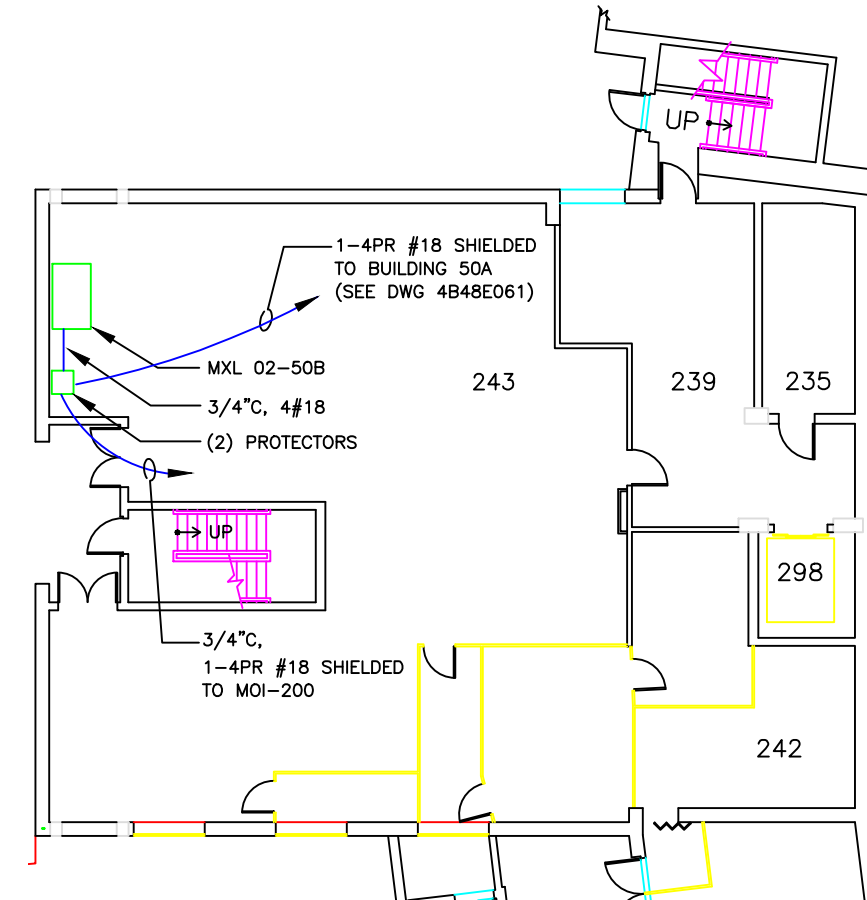 UP
1-4PR #18 SHIELDED
TO BUILDING 50A
(SEE DWG 4B48E061)
MXL 02-50B
3/4"C, 4#18
(2) PROTECTORS
243
239
235
UP
298
3/4"C,
1-4PR #18 SHIELDED
TO MOI-200
242